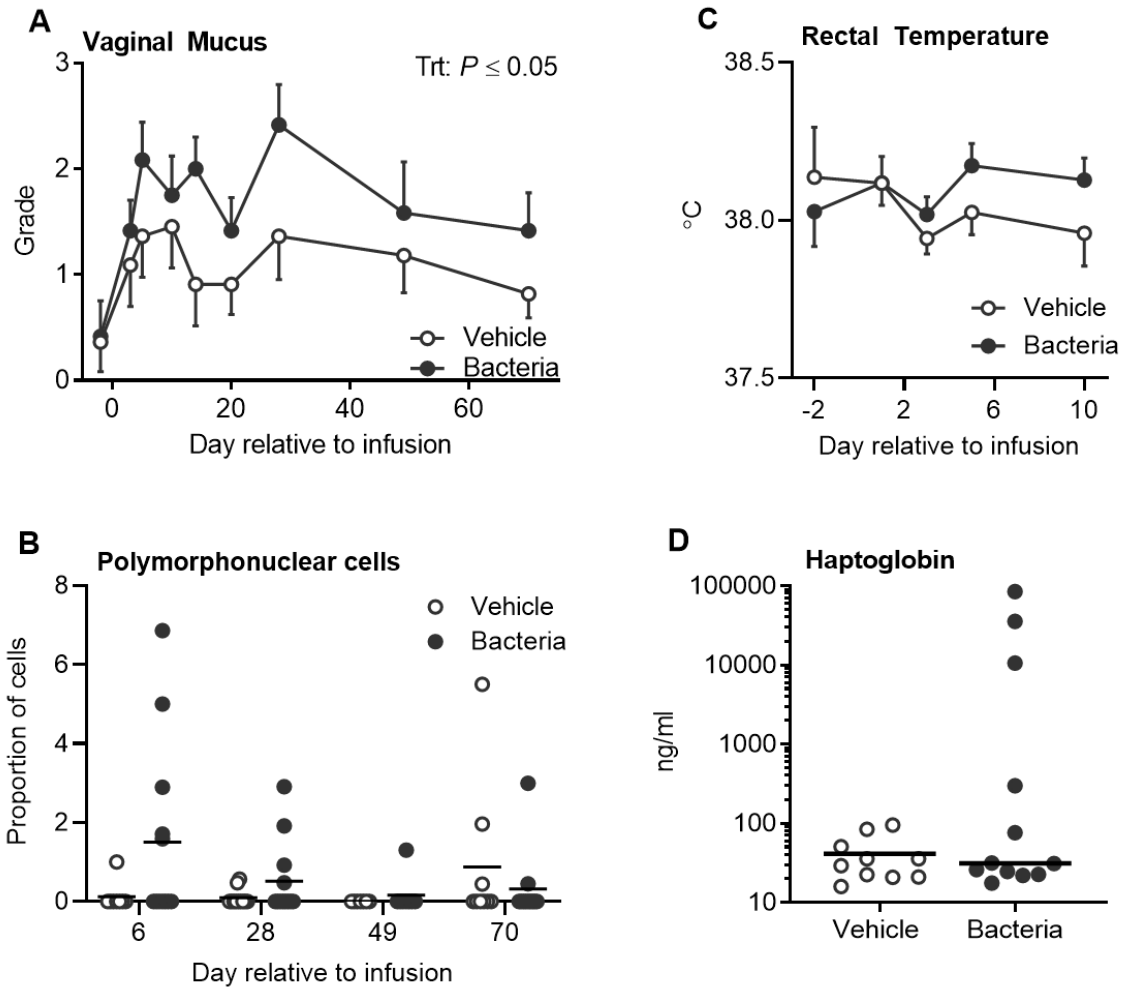 A
Vaginal Mucus
Trt: P ≤ 0.05
3
2
1
0
Grade
Vehicle
Bacteria
0 20 40 60
Day relative to infusion
C
Rectal Temperature
38.5
38.0
37.5
°C
Vehicle
Bacteria
-2 2 6 10
Day relative to infusion
B
Polymorphonuclear cells
8
6
4
2
0
Proportion of cells
Vehicle
Bacteria
6 28 49 70
Day relative to infusion
D
Haptoglobin
100000
10000
1000
100
10
ng/ml
Vehicle Bacteria